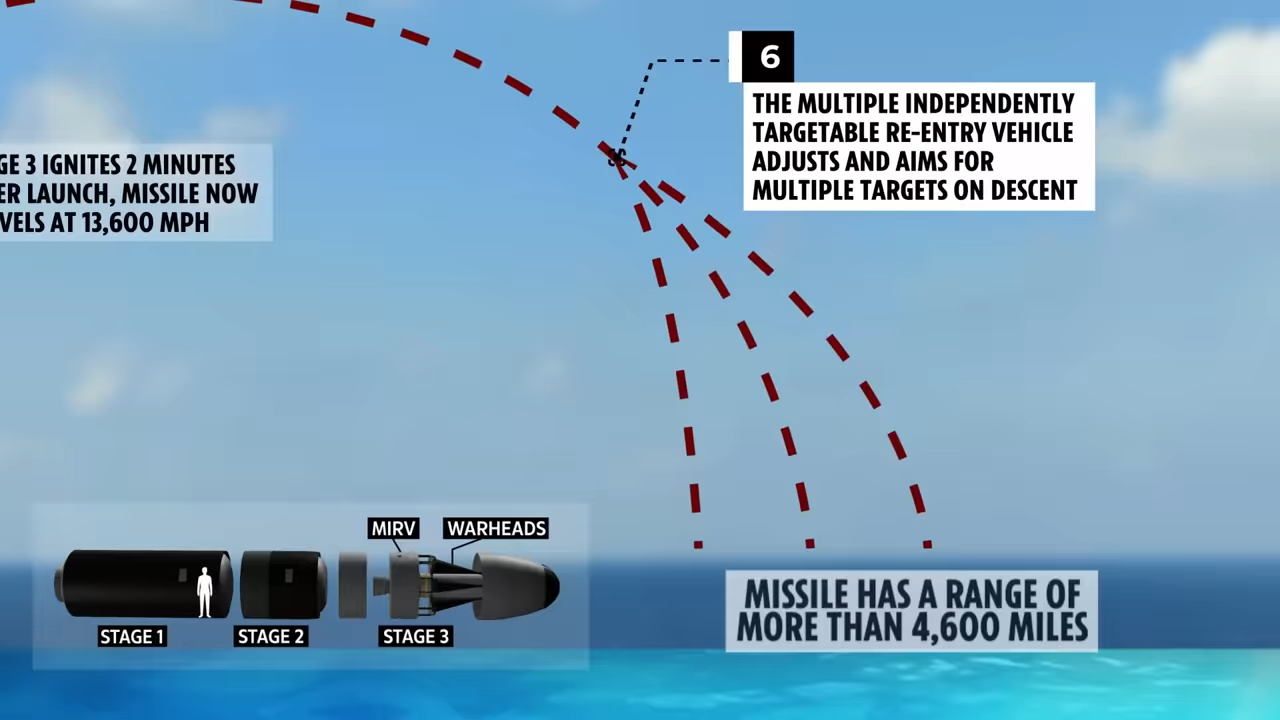 6
THE MULTIPLE INDEPENDENTLY
TARGETABLE RE-ENTRY VEHICLE
ADJUSTS AND AIMS FOR
MULTIPLE TARGETS ON DESCENT
GE 3 IGNITES 2 MINUTES
ER LAUNCH, MISSILE NOW
VELS AT 13,600 MPH
MIRV
WARHEADS
STAGE 1
STAGE 2
STAGE 3
MISSILE HAS A RANGE OF
MORE THAN 4,600 MILES